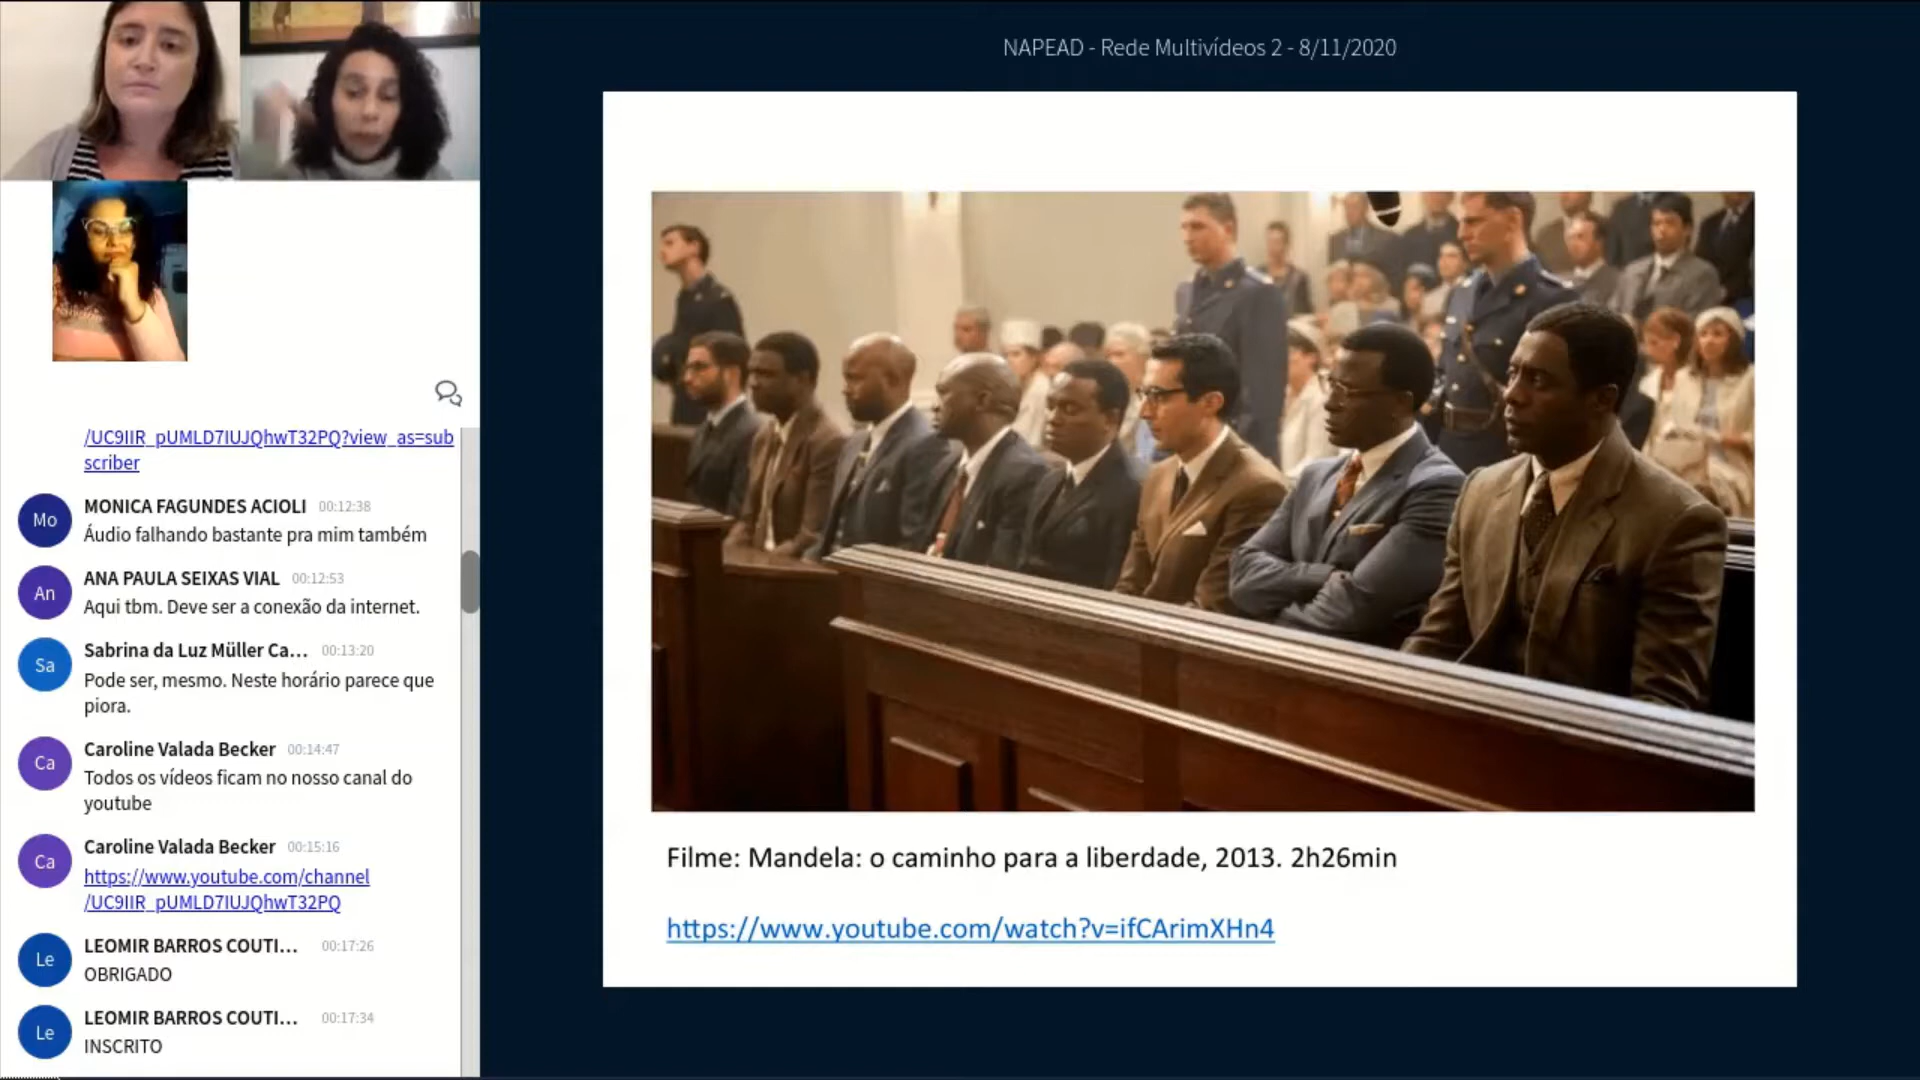 NAPEAD - Rede Multivídeos 2 - 8/11/2020
/UC9IIR_pUMLD7IUJQhwT32PQ?view_as=sub
scriber
Mo
MONICA FAGUNDES ACIOLI 00:12:38
Áudio falhando bastante pra mim também
An
ANA PAULA SEIXAS VIAL 00:12:53
Aqui tbm. Deve ser a conexão da internet.
Sa
Sabrina da Luz Müller Ca... 00:13:20
Pode ser, mesmo. Neste horário parece que
piora.
Ca
Caroline Valada Becker 00:14:47
Todos os vídeos ficam no nosso canal do
youtube
Ca
Caroline Valada Becker 00:15:16
https://www.youtube.com/channel
/UC9IIR_pUMLD7IUJQhwT32PQ
Le
LEOMIR BARROS COUTI... 00:17:26
OBRIGADO
Le
LEOMIR BARROS COUTI... 00:17:34
INSCRITO
Filme: Mandela: o caminho para a liberdade, 2013. 2h26min
https://www.youtube.com/watch?v=ifCArimXHn4